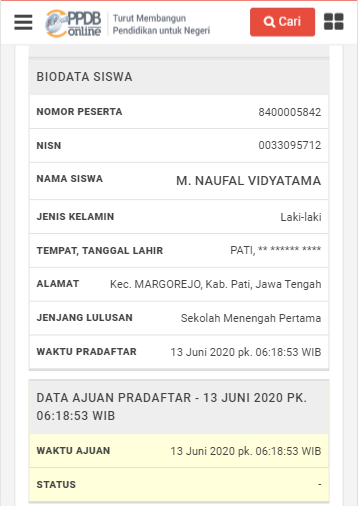 PPDB online
Turut Membangun
Pendidikan untuk Negeri
Cari
BIODATA SISWA
NOMOR PESERTA 8400005842
NISN 0033095712
NAMA SISWA M. NAUFAL VIDYATAMA
JENIS KELAMIN Laki-laki
TEMPAT, TANGGAL LAHIR PATI, ** ****** ****
ALAMAT Kec. MARGOREJO, Kab. Pati, Jawa Tengah
JENJANG LULUSAN Sekolah Menengah Pertama
WAKTU PRADAFTAR 13 Juni 2020 pk. 06:18:53 WIB
DATA AJUAN PRADAFTAR - 13 JUNI 2020 PK.
06:18:53 WIB
WAKTU AJUAN 13 Juni 2020 pk. 06:18:53 WIB
STATUS -